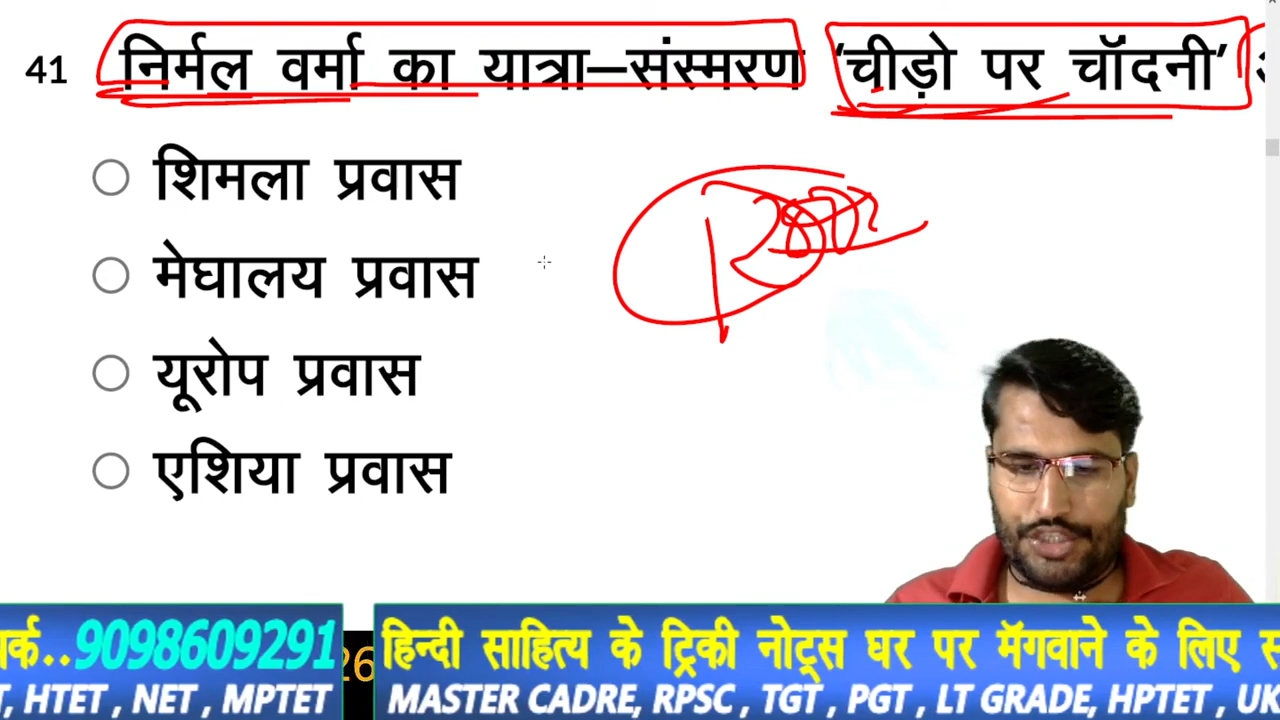 41 निर्मल वर्मा का यात्रा–संस्मरण 'चीड़ो पर चॉंदनी'
शिमला प्रवास
मेघालय प्रवास
यूरोप प्रवास
एशिया प्रवास
र्क..9098609291 हिन्दी साहित्य के ट्रिकी नोट्स घर पर मॅगवाने के लिए स
T, HTET , NET , MPTET 26 MASTER CADRE, RPSC , TGT , PGT , LT GRADE, HPTET , UK